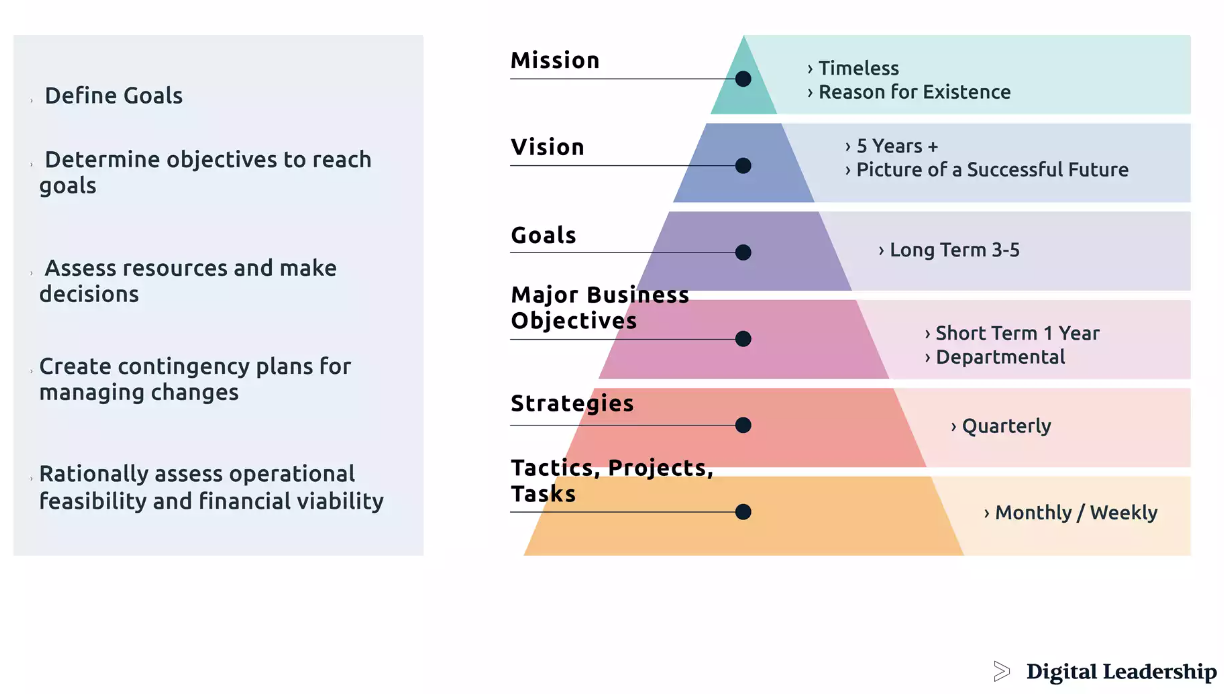 Define Goals
Determine objectives to reach
goals
Assess resources and make
decisions
Create contingency plans for
managing changes
Rationally assess operational
feasibility and financial viability
Mission
› Timeless
› Reason for Existence
Vision
› 5 Years +
› Picture of a Successful Future
Goals
› Long Term 3-5
Major Business
Objectives
› Short Term 1 Year
› Departmental
Strategies
› Quarterly
Tactics, Projects,
Tasks
› Monthly / Weekly
Digital Leadership